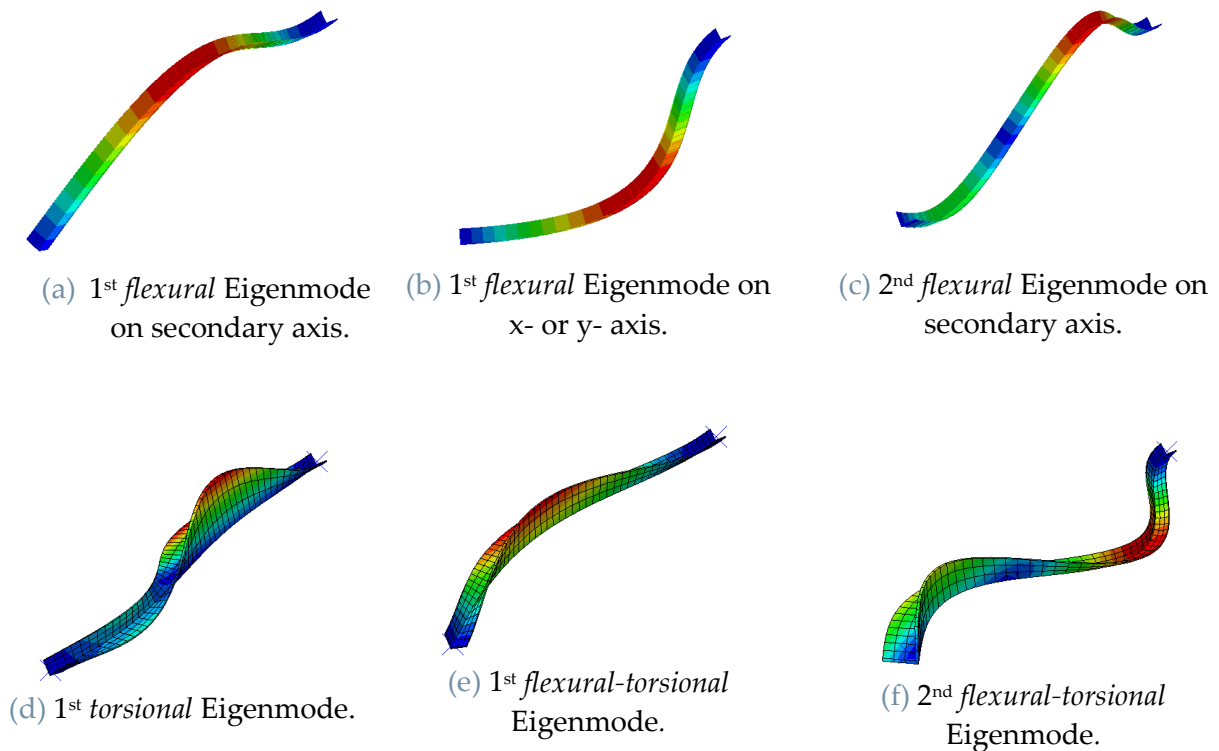 (a) 1st flexural Eigenmode
on secondary axis.
(b) 1st flexural Eigenmode on
x- or y- axis.
(c) 2nd flexural Eigenmode on
secondary axis.
(d) 1st torsional Eigenmode.
(e) 1st flexural-torsional
Eigenmode.
(f) 2nd flexural-torsional
Eigenmode.